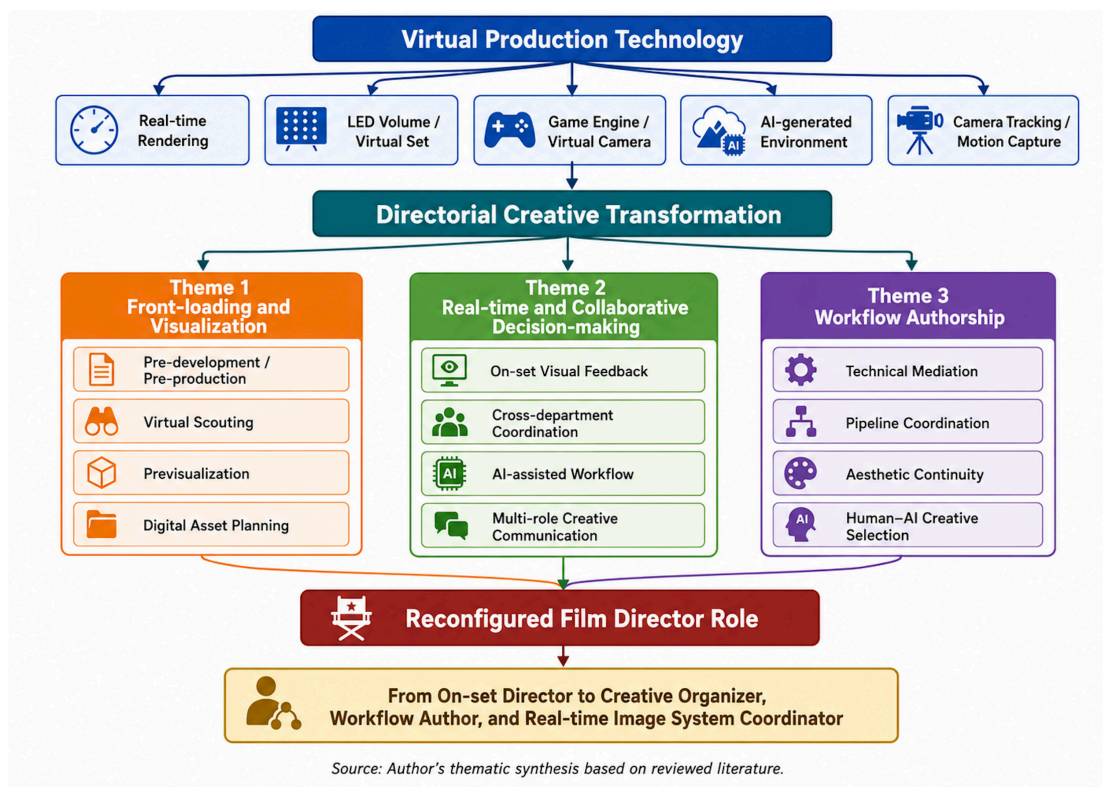 Virtual Production Technology
Real-time
Rendering
LED Volume /
Virtual Set
Game Engine /
Virtual Camera
AI
AI-generated
Environment
Camera Tracking /
Motion Capture
Directorial Creative Transformation
Theme 1
Front-loading and
Visualization
Pre-development /
Pre-production
Virtual Scouting
Previsualization
Digital Asset Planning
Theme 2
Real-time and Collaborative
Decision-making
On-set Visual Feedback
Cross-department
Coordination
AI
AI-assisted Workflow
Multi-role Creative
Communication
Theme 3
Workflow Authorship
Technical Mediation
Pipeline Coordination
Aesthetic Continuity
AI
Human–AI Creative
Selection
Reconfigured Film Director Role
From On-set Director to Creative Organizer,
Workflow Author, and Real-time Image System Coordinator
Source: Author's thematic synthesis based on reviewed literature.